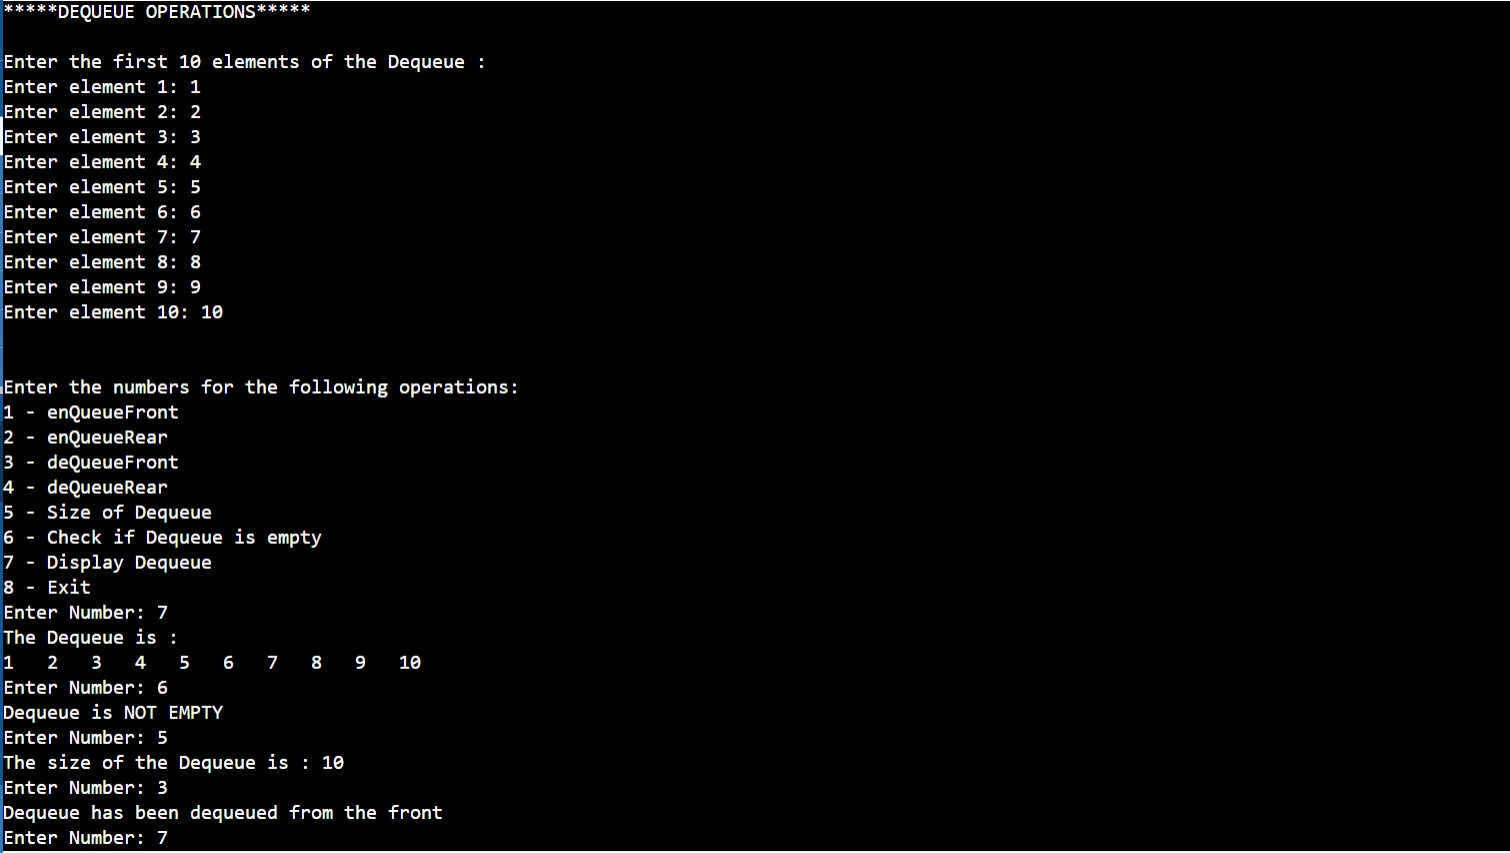 *****DEQUEUE OPERATIONS*****
Enter the first 10 elements of the Dequeue :
Enter element 1: 1
Enter element 2: 2
Enter element 3: 3
Enter element 4: 4
Enter element 5: 5
Enter element 6: 6
Enter element 7: 7
Enter element 8: 8
Enter element 9: 9
Enter element 10: 10
Enter the numbers for the following operations:
1 - enQueueFront
2 - enQueueRear
3 - deQueueFront
4 - deQueueRear
5 - Size of Dequeue
6 - Check if Dequeue is empty
7 - Display Dequeue
8 - Exit
Enter Number: 7
The Dequeue is :
1   2   3   4   5   6   7   8   9   10
Enter Number: 6
Dequeue is NOT EMPTY
Enter Number: 5
The size of the Dequeue is : 10
Enter Number: 3
Dequeue has been dequeued from the front
Enter Number: 7